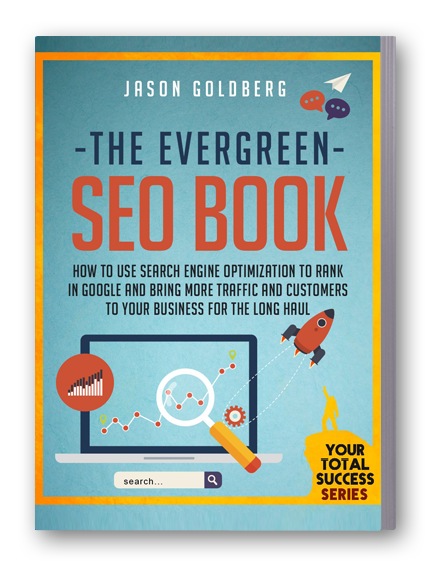 JASON GOLDBERG
-THE EVERGREEN-
SEO BOOK
HOW TO USE SEARCH ENGINE OPTIMIZATION TO RANK
IN GOOGLE AND BRING MORE TRAFFIC AND CUSTOMERS
TO YOUR BUSINESS FOR THE LONG HAUL
search...
YOUR
TOTAL
SUCCESS
SERIES